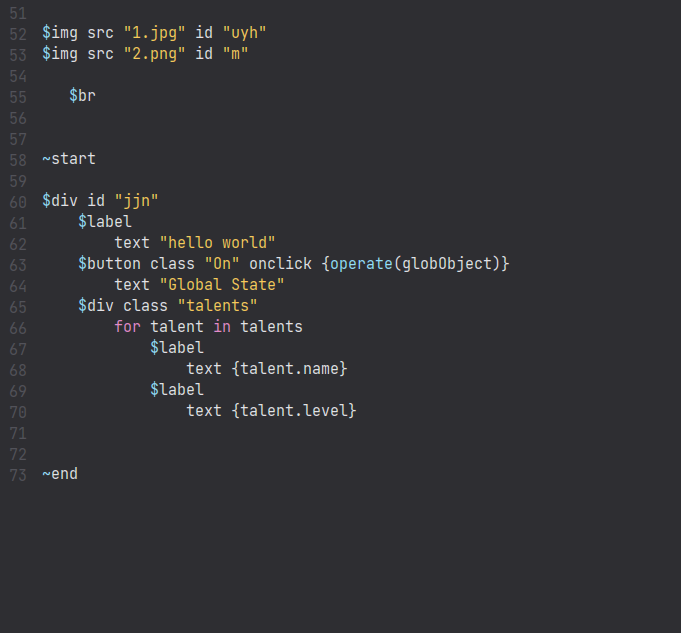 51
52 $img src "1.jpg" id "uyh"
53 $img src "2.png" id "m"
54
55    $br
56
57
58 ~start
59
60 $div id "jjn"
61     $label
62         text "hello world"
63     $button class "On" onclick {operate(globObject)}
64         text "Global State"
65     $div class "talents"
66         for talent in talents
67             $label
68                 text {talent.name}
69             $label
70                 text {talent.level}
71
72
73 ~end